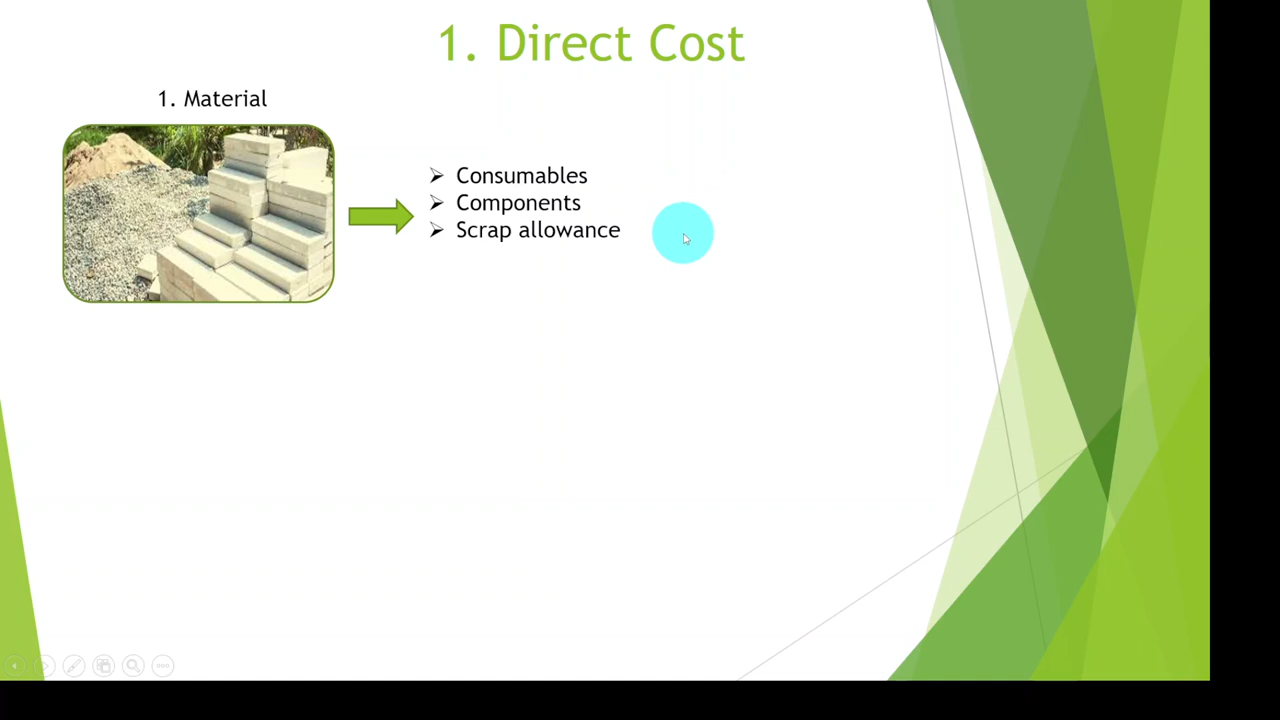 1. Direct Cost
1. Material
Consumables
Components
Scrap allowance